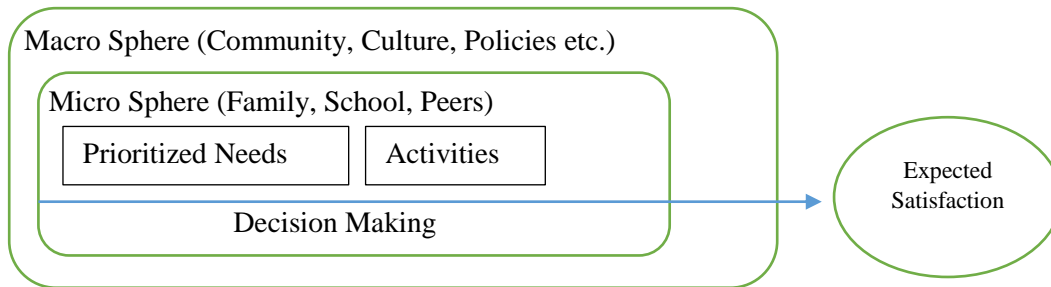 Macro Sphere (Community, Culture, Policies etc.)
Micro Sphere (Family, School, Peers)
Prioritized Needs
Activities
Decision Making
Expected
Satisfaction